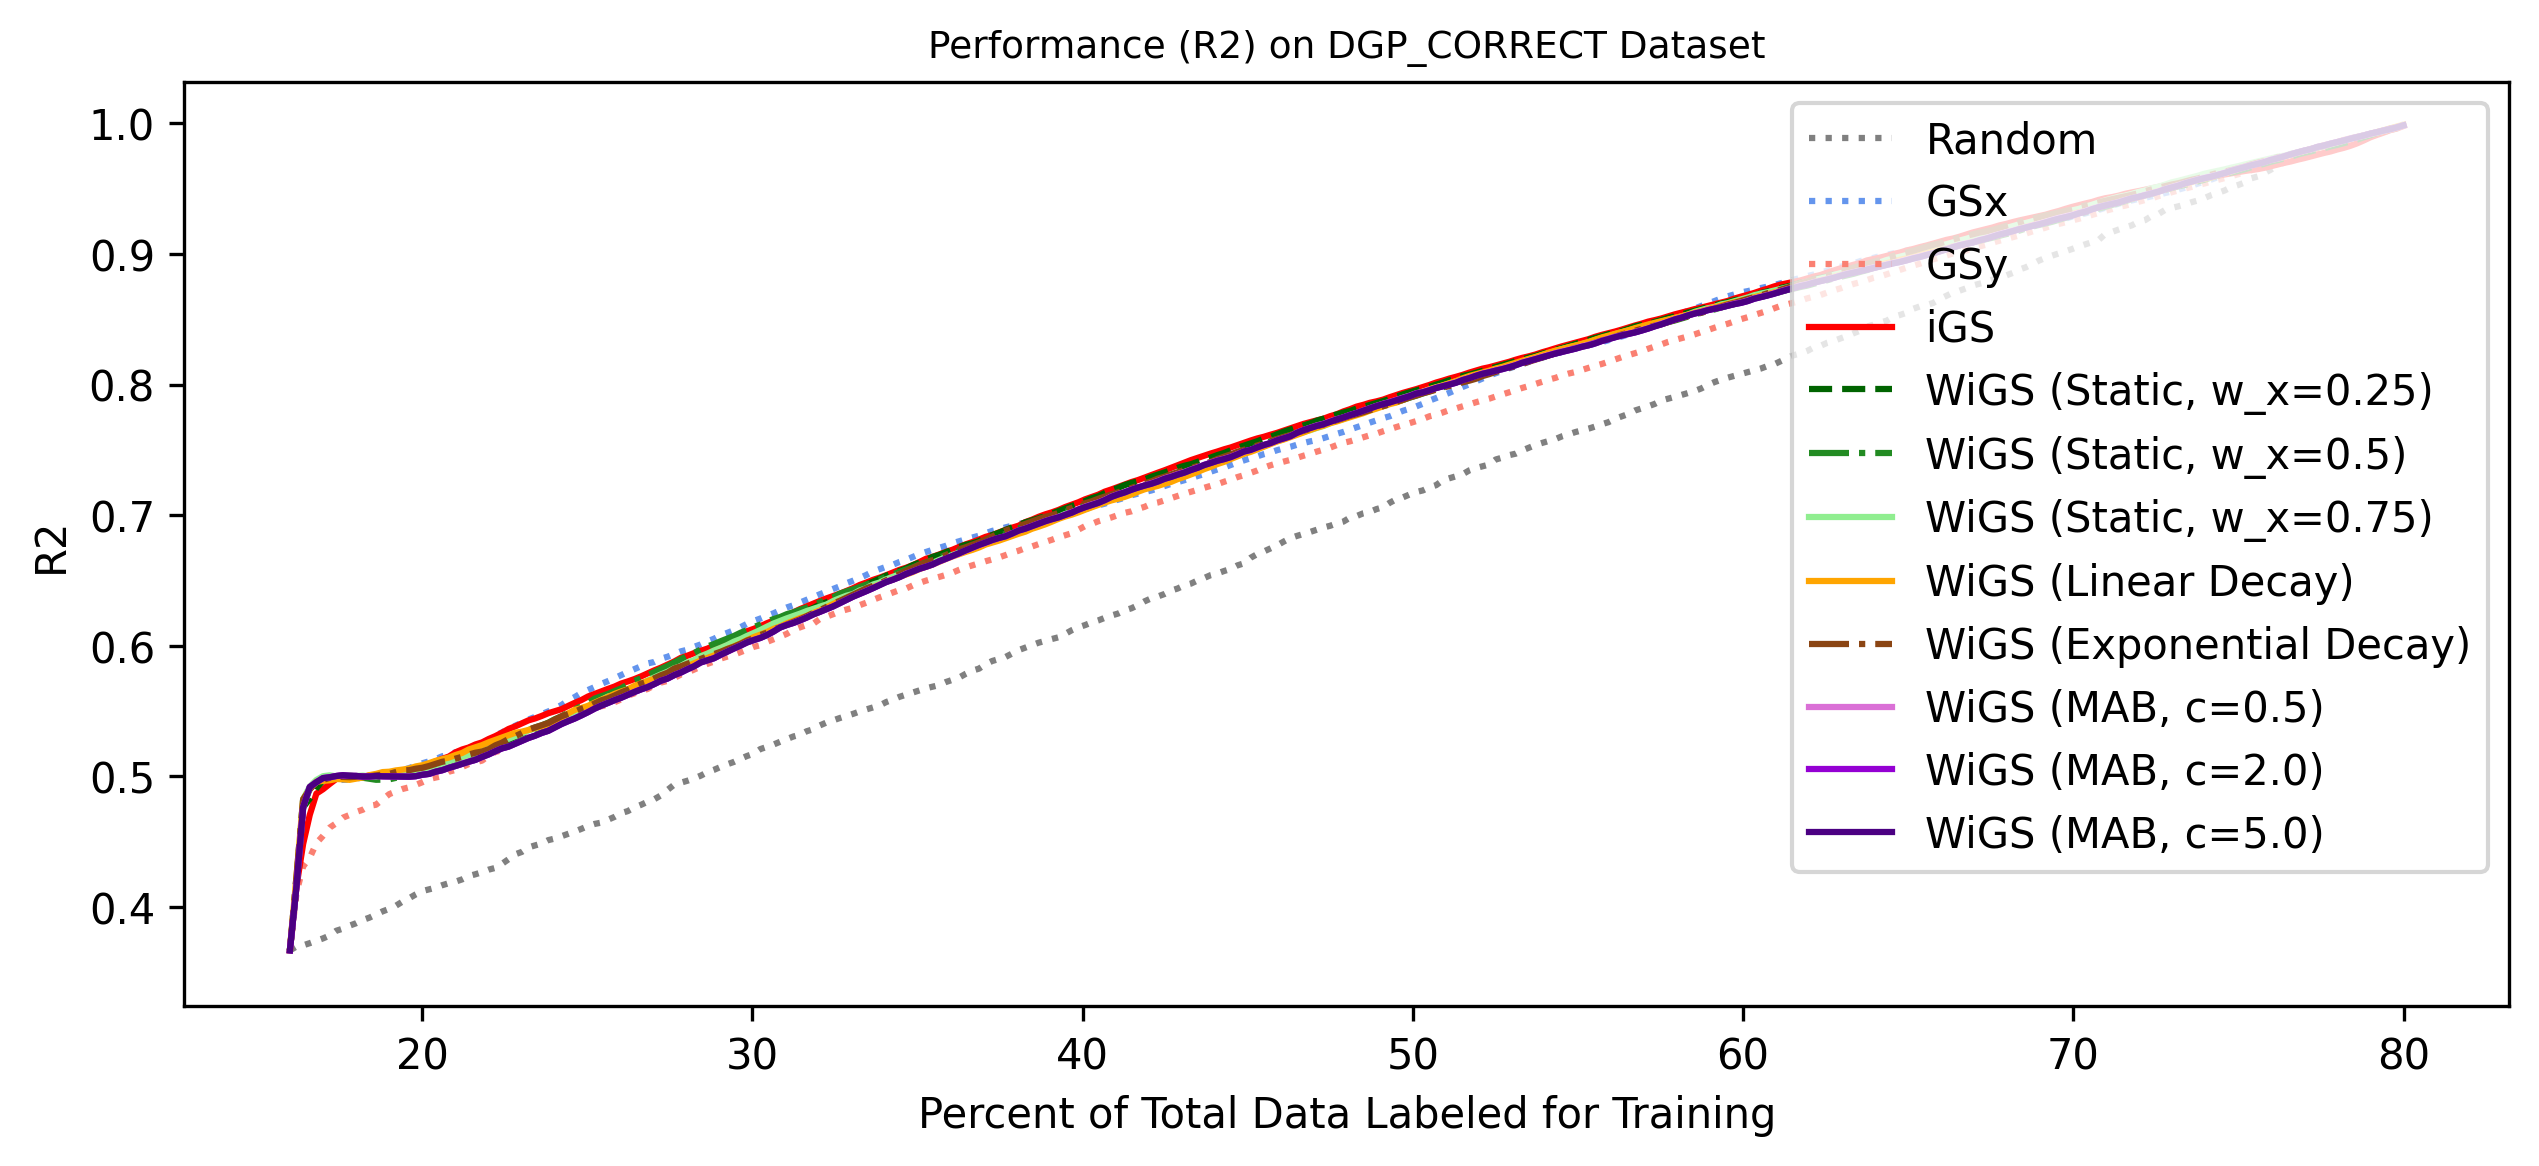 Performance (R2) on DGP_CORRECT Dataset
1.0
0.9
0.8
0.7
0.6
0.5
0.4
R2
Random
GSx
GSy
iGS
WiGS (Static, w_x=0.25)
WiGS (Static, w_x=0.5)
WiGS (Static, w_x=0.75)
WiGS (Linear Decay)
WiGS (Exponential Decay)
WiGS (MAB, c=0.5)
WiGS (MAB, c=2.0)
WiGS (MAB, c=5.0)
20 30 40 50 60 70 80
Percent of Total Data Labeled for Training